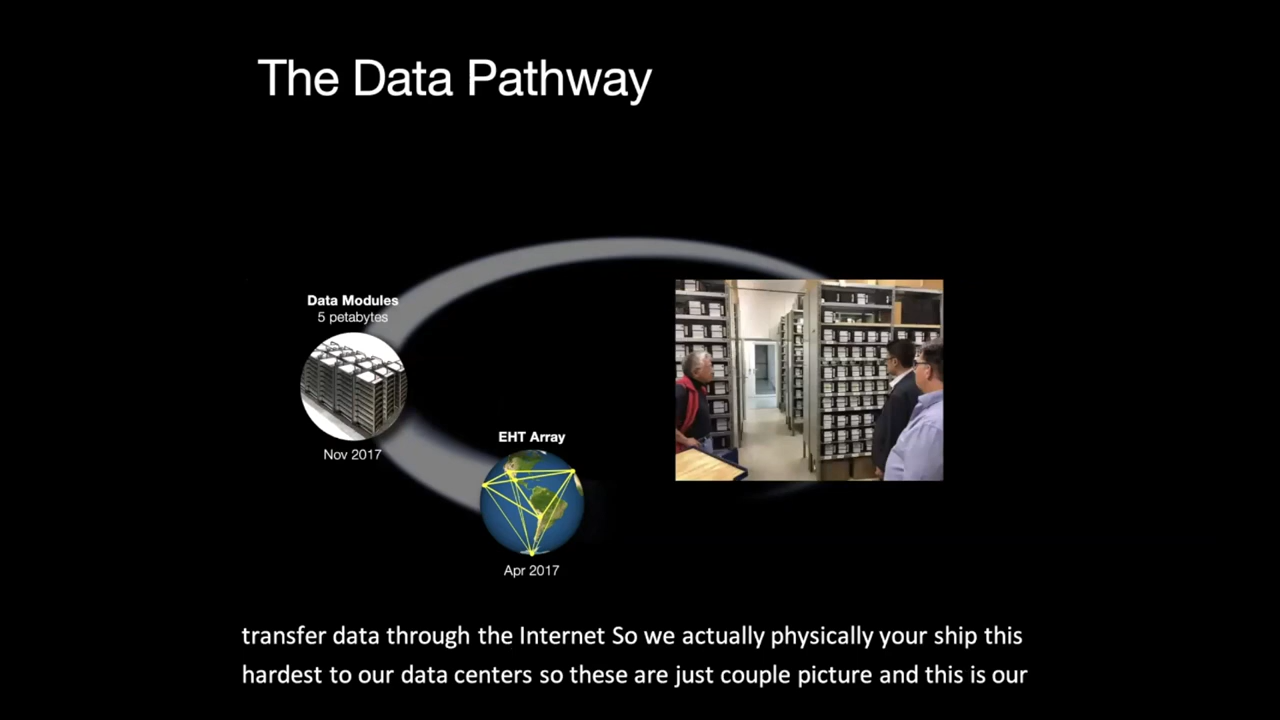 The Data Pathway
Data Modules
5 petabytes
Nov 2017
EHT Array
Apr 2017
transfer data through the Internet So we actually physically your ship this
hardest to our data centers so these are just couple picture and this is our